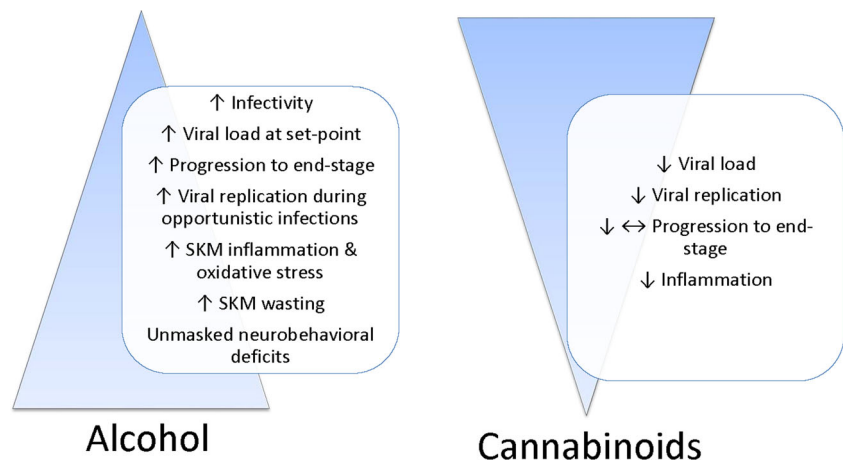 ↑ Infectivity
↑ Viral load at set-point
↑ Progression to end-stage
↑ Viral replication during
opportunistic infections
↑ SKM inflammation &
oxidative stress
↑ SKM wasting
Unmasked neurobehavioral
deficits
Alcohol
↓ Viral load
↓ Viral replication
↓ ↔ Progression to end-
stage
↓ Inflammation
Cannabinoids